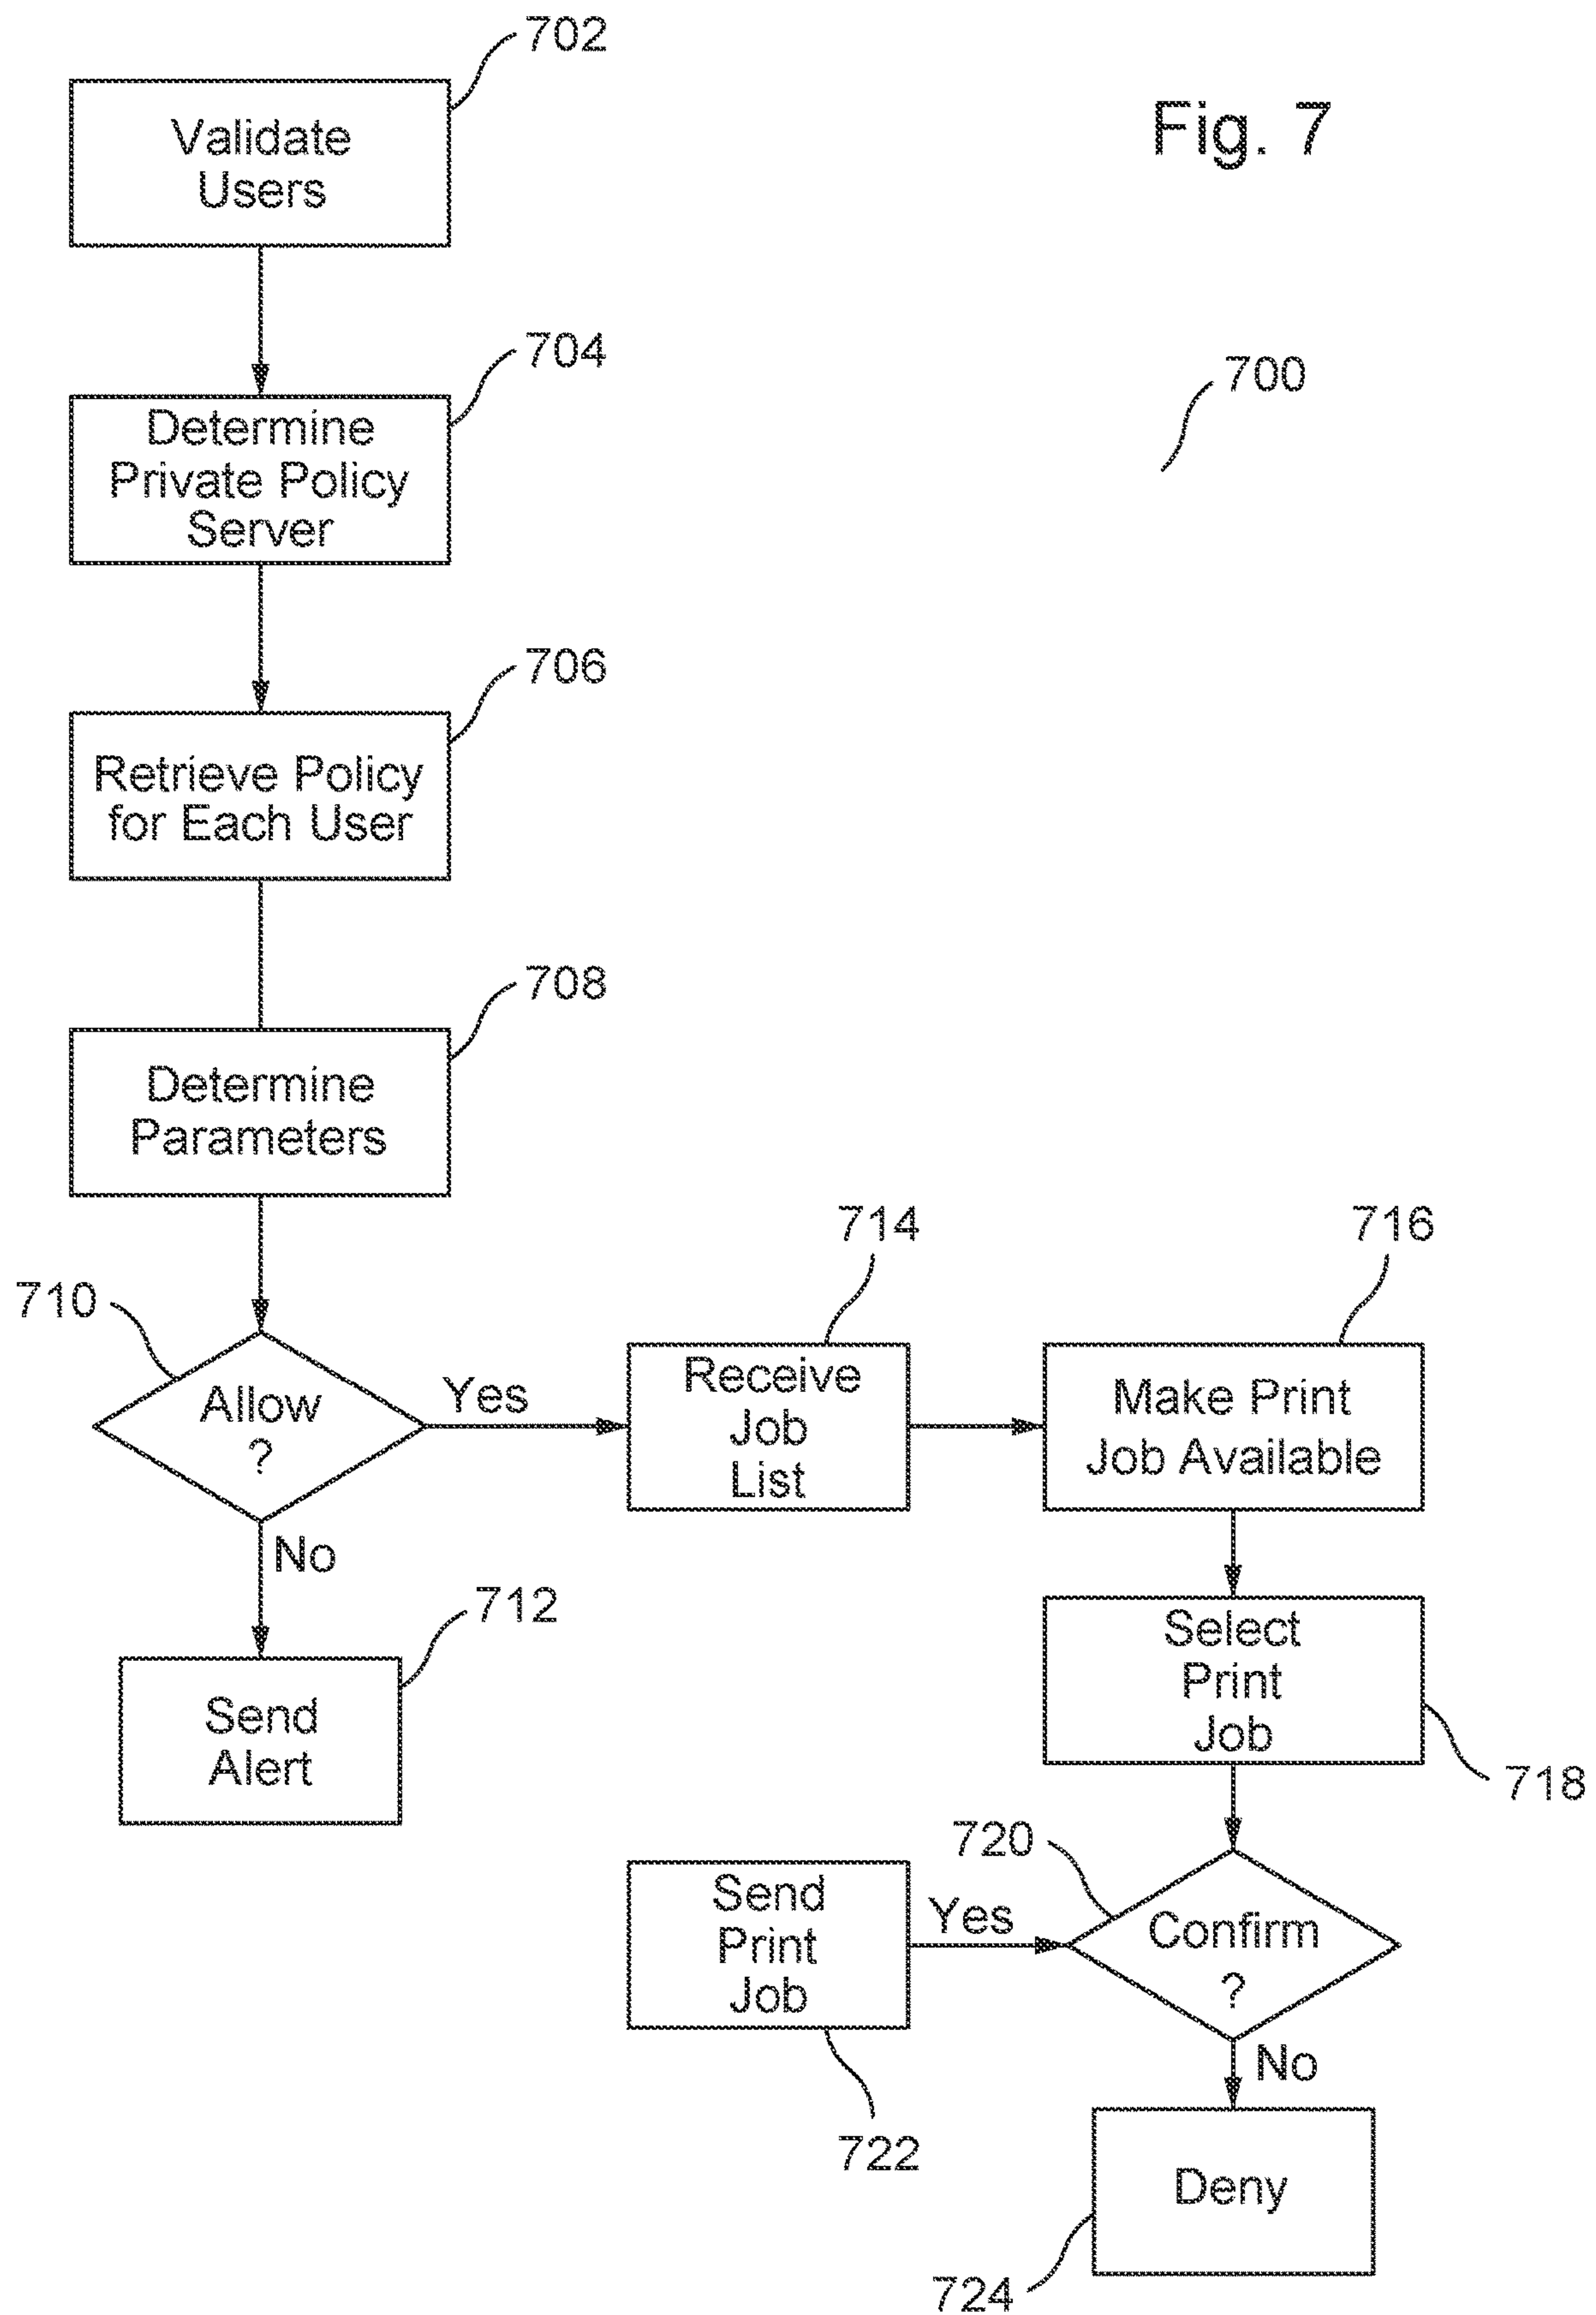 702
Fig. 7
Validate
Users
704
700
Determine
Private Policy
Server
706
Retrieve Policy
for Each User
708
Determine
Parameters
714
716
710
Allow
?
Yes
Receive
Job
List
Make Print
Job Available
No
712
Send
Alert
Select
Print
Job
718
720
Send
Print
Job
Yes
Confirm
?
722
No
Deny
724